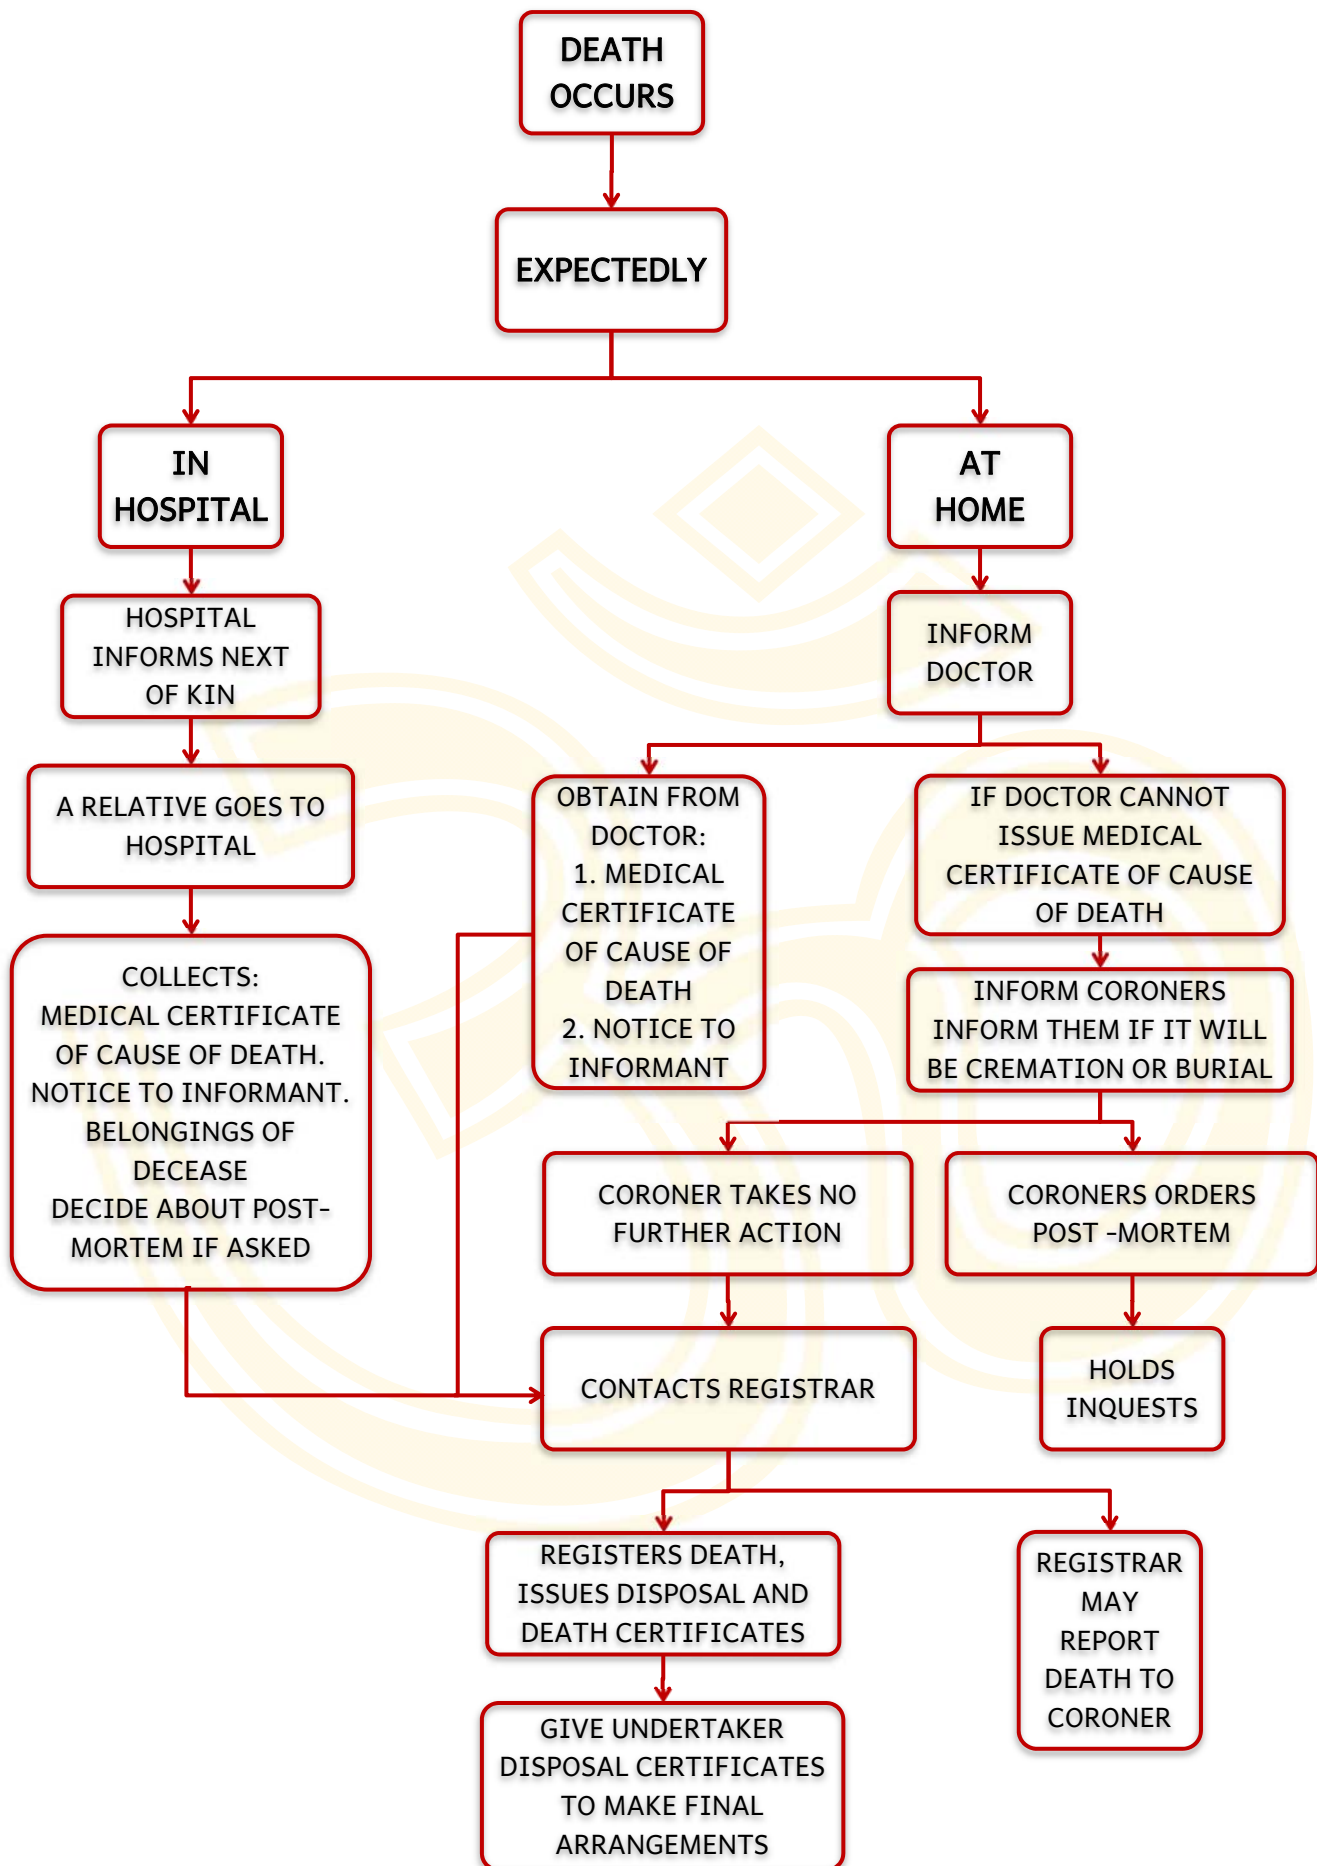 DEATH
OCCURS
EXPECTEDLY
IN
HOSPITAL
AT
HOME
HOSPITAL
INFORMS NEXT
OF KIN
INFORM
DOCTOR
A RELATIVE GOES TO
HOSPITAL
OBTAIN FROM
DOCTOR:
1. MEDICAL
CERTIFICATE
OF CAUSE OF
DEATH
2. NOTICE TO
INFORMANT
IF DOCTOR CANNOT
ISSUE MEDICAL
CERTIFICATE OF CAUSE
OF DEATH
COLLECTS:
MEDICAL CERTIFICATE
OF CAUSE OF DEATH.
NOTICE TO INFORMANT.
BELONGINGS OF
DECEASE
DECIDE ABOUT POST-
MORTEM IF ASKED
INFORM CORONERS
INFORM THEM IF IT WILL
BE CREMATION OR BURIAL
CORONER TAKES NO
FURTHER ACTION
CORONERS ORDERS
POST -MORTEM
CONTACTS REGISTRAR
HOLDS
INQUESTS
REGISTERS DEATH,
ISSUES DISPOSAL AND
DEATH CERTIFICATES
REGISTRAR
MAY
REPORT
DEATH TO
CORONER
GIVE UNDERTAKER
DISPOSAL CERTIFICATES
TO MAKE FINAL
ARRANGEMENTS